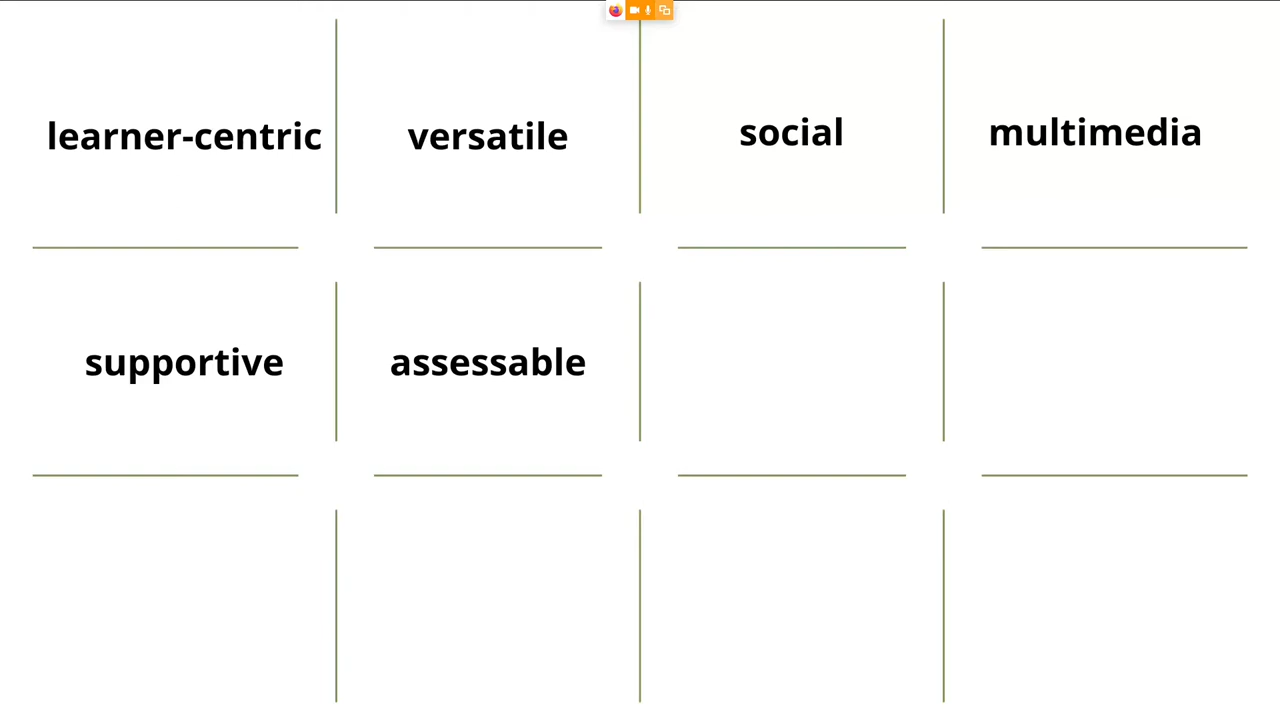 learner-centric
versatile
social
multimedia
supportive
assessable